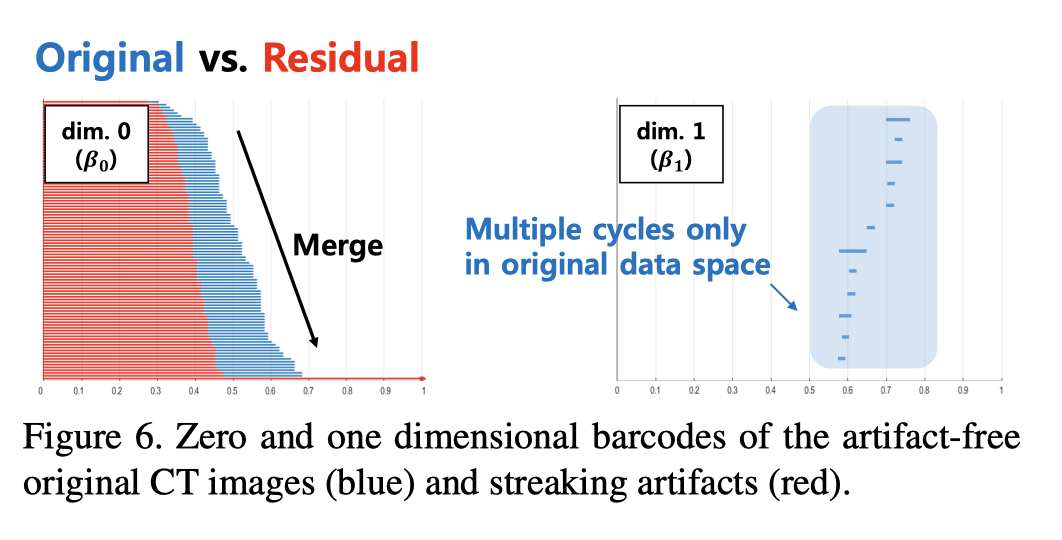 Original vs. Residual
dim. 0
(β₀)
Merge
0 0.1 0.2 0.3 0.4 0.5 0.6 0.7 0.8 0.9 1
dim. 1
(β₁)
Multiple cycles only
in original data space
0 0.1 0.2 0.3 0.4 0.5 0.6 0.7 0.8 0.9 1
Figure 6. Zero and one dimensional barcodes of the artifact-free
original CT images (blue) and streaking artifacts (red).